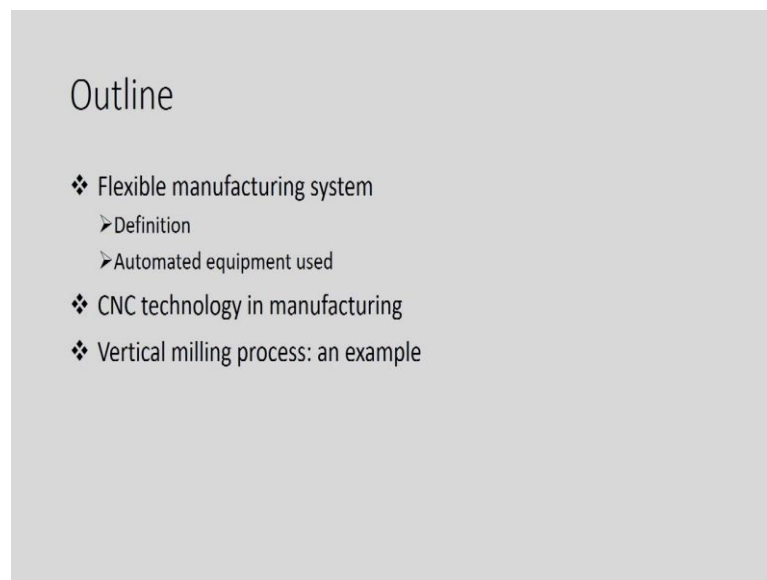 Outline
❖ Flexible manufacturing system
➢Definition
➢Automated equipment used
❖ CNC technology in manufacturing
❖ Vertical milling process: an example